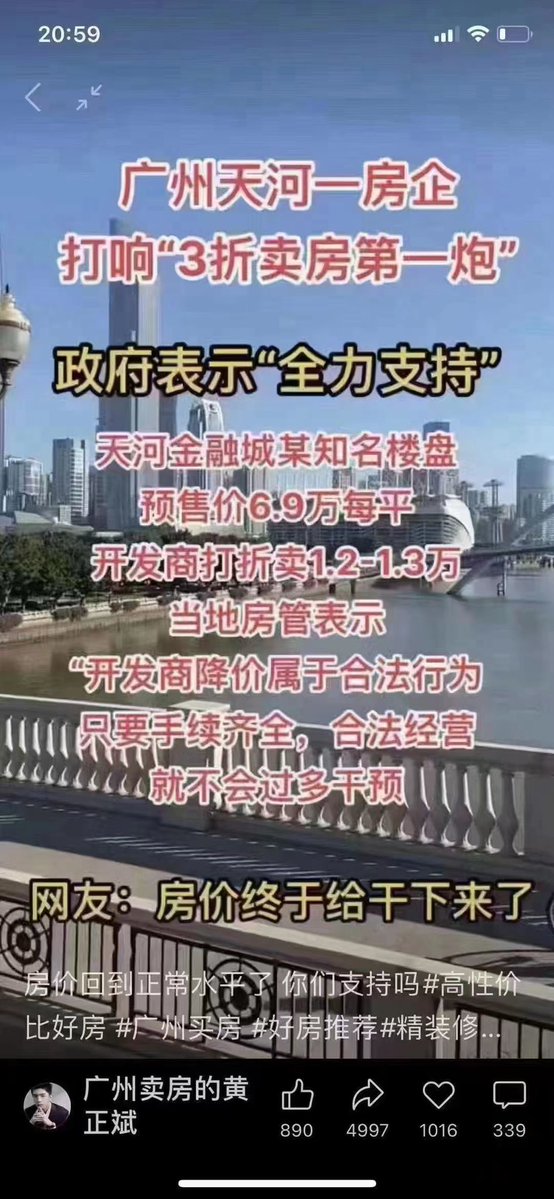 20:59
广州天河一房企
打响“3折卖房第一炮”
政府表示“全力支持”
天河金融城某知名楼盘
预售价6.9万每平
开发商打折卖1.2-1.3万
当地房管表示
“开发商降价属于合法行为
只要手续齐全，合法经营
就不会过多干预
网友：房价终于给干下来了
房价回到正常水平了 你们支持吗#高性价
比好房 #广州买房 #好房推荐#精装修...
广州卖房的黄
正斌
890
4997
1016
339